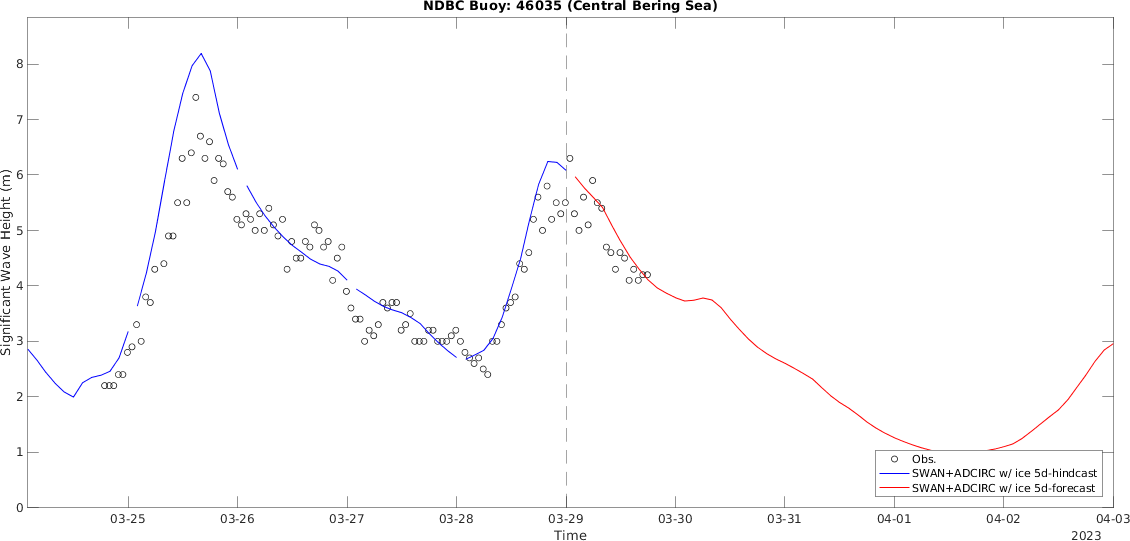 NDBC Buoy: 46035 (Central Bering Sea)
Significant Wave Height (m)
8
7
6
5
4
3
2
1
0
Obs.
SWAN+ADCIRC w/ ice 5d-hindcast
SWAN+ADCIRC w/ ice 5d-forecast
03-25 03-26 03-27 03-28 03-29 03-30 03-31 04-01 04-02 04-03
Time 2023